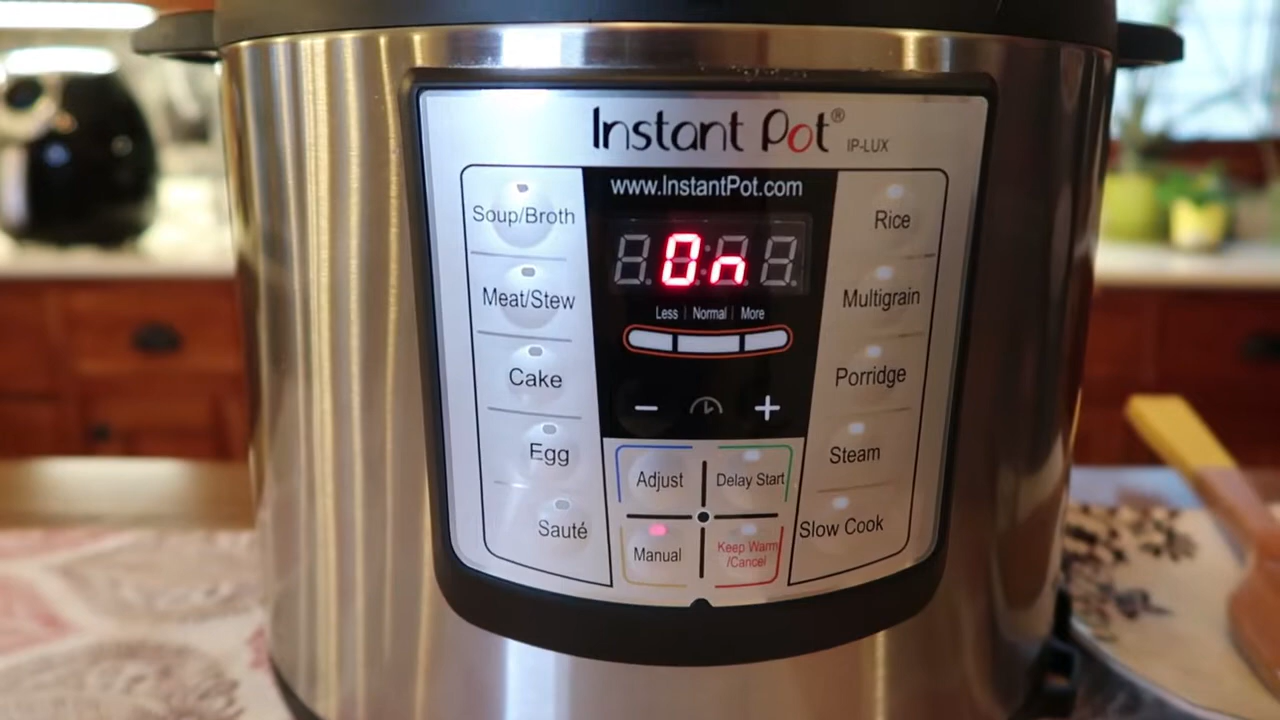 Instant Pot® IP-LUX
www.InstantPot.com
On
Less | Normal | More
− +
Soup/Broth
Meat/Stew
Cake
Egg
Sauté
Adjust
Delay Start
Manual
Keep Warm
/Cancel
Rice
Multigrain
Porridge
Steam
Slow Cook